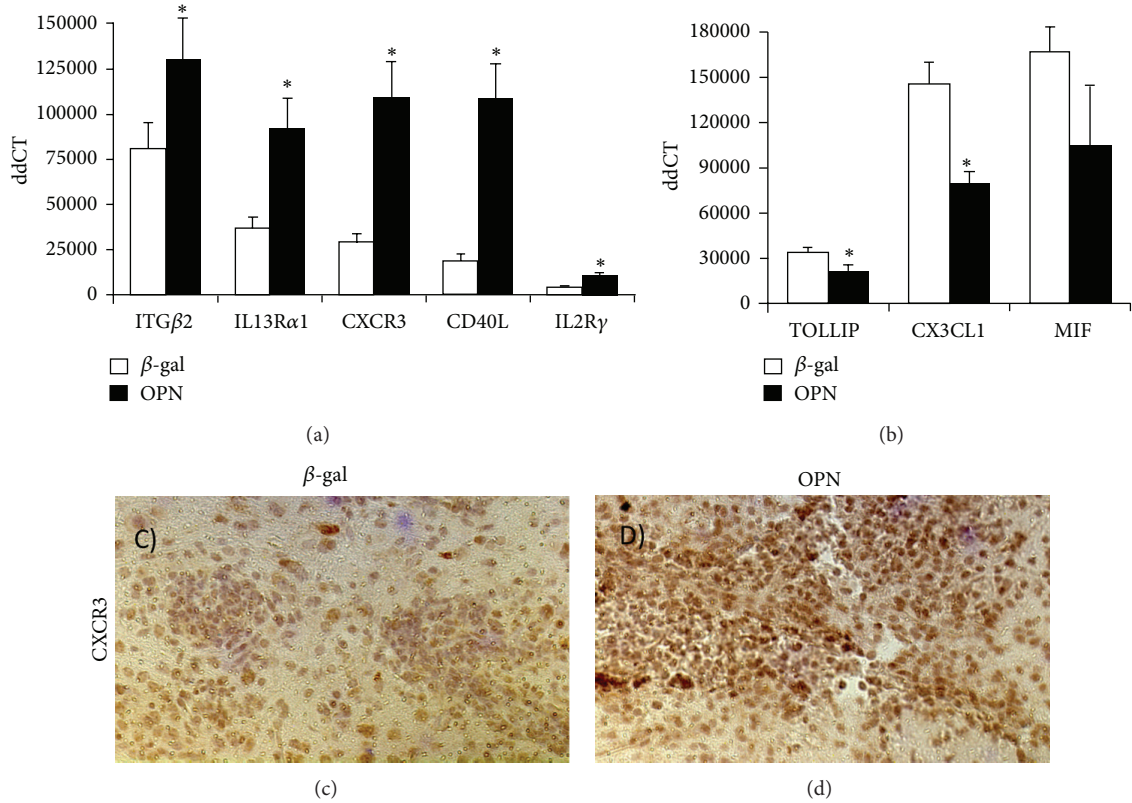 150000
125000
100000
75000
50000
25000
0
ddCT
* * * * *
ITGβ2 IL13Rα1 CXCR3 CD40L IL2Rγ
β-gal
OPN
(a)
180000
150000
120000
90000
60000
30000
0
ddCT
* *
TOLLIP CX3CL1 MIF
β-gal
OPN
(b)
β-gal
C)
CXCR3
(c)
OPN
D)
(d)